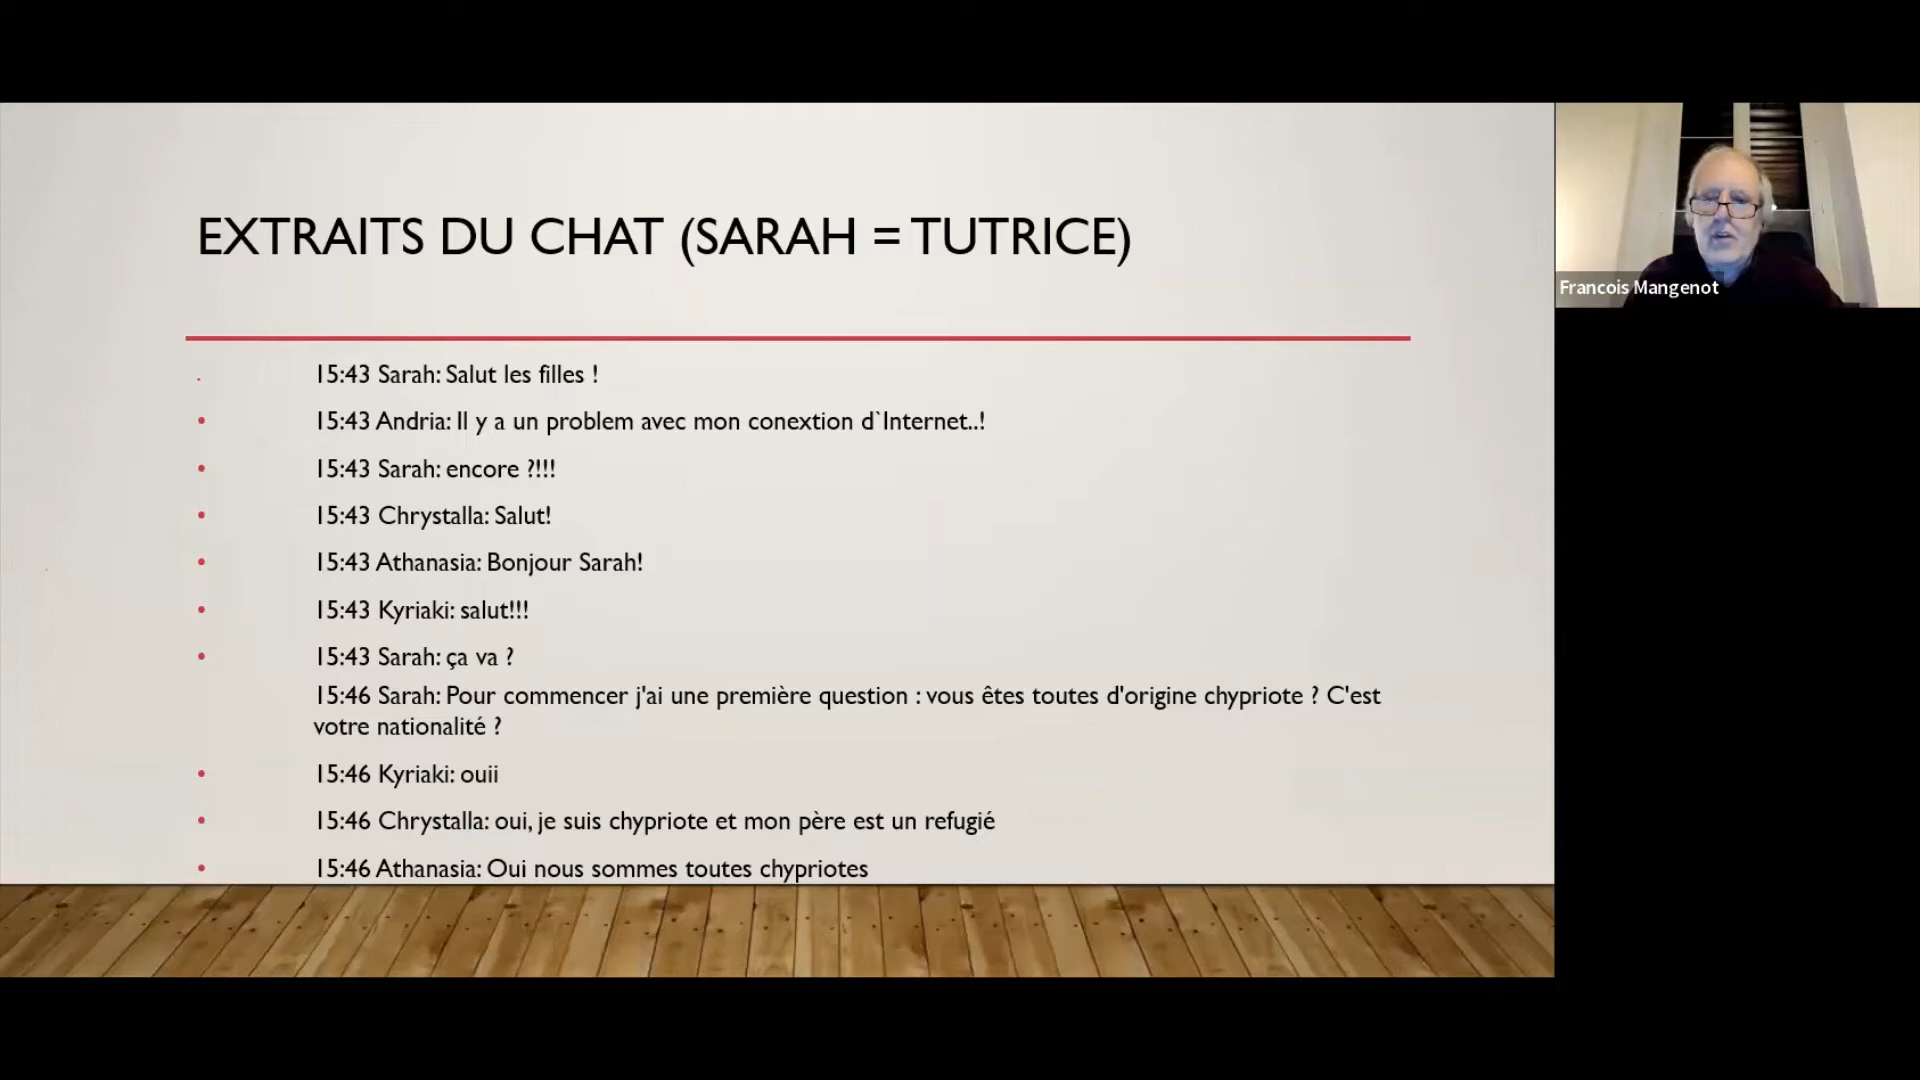 EXTRAITS DU CHAT (SARAH = TUTRICE)
Francois Mangenot
15:43 Sarah: Salut les filles !
15:43 Andria: Il y a un problem avec mon conextion d`Internet..!
15:43 Sarah: encore ?!!!
15:43 Chrystalla: Salut!
15:43 Athanasia: Bonjour Sarah!
15:43 Kyriaki: salut!!!
15:43 Sarah: ça va ?
15:46 Sarah: Pour commencer j'ai une première question : vous êtes toutes d'origine chypriote ? C'est
votre nationalité ?
15:46 Kyriaki: ouii
15:46 Chrystalla: oui, je suis chypriote et mon père est un refugié
15:46 Athanasia: Oui nous sommes toutes chypriotes